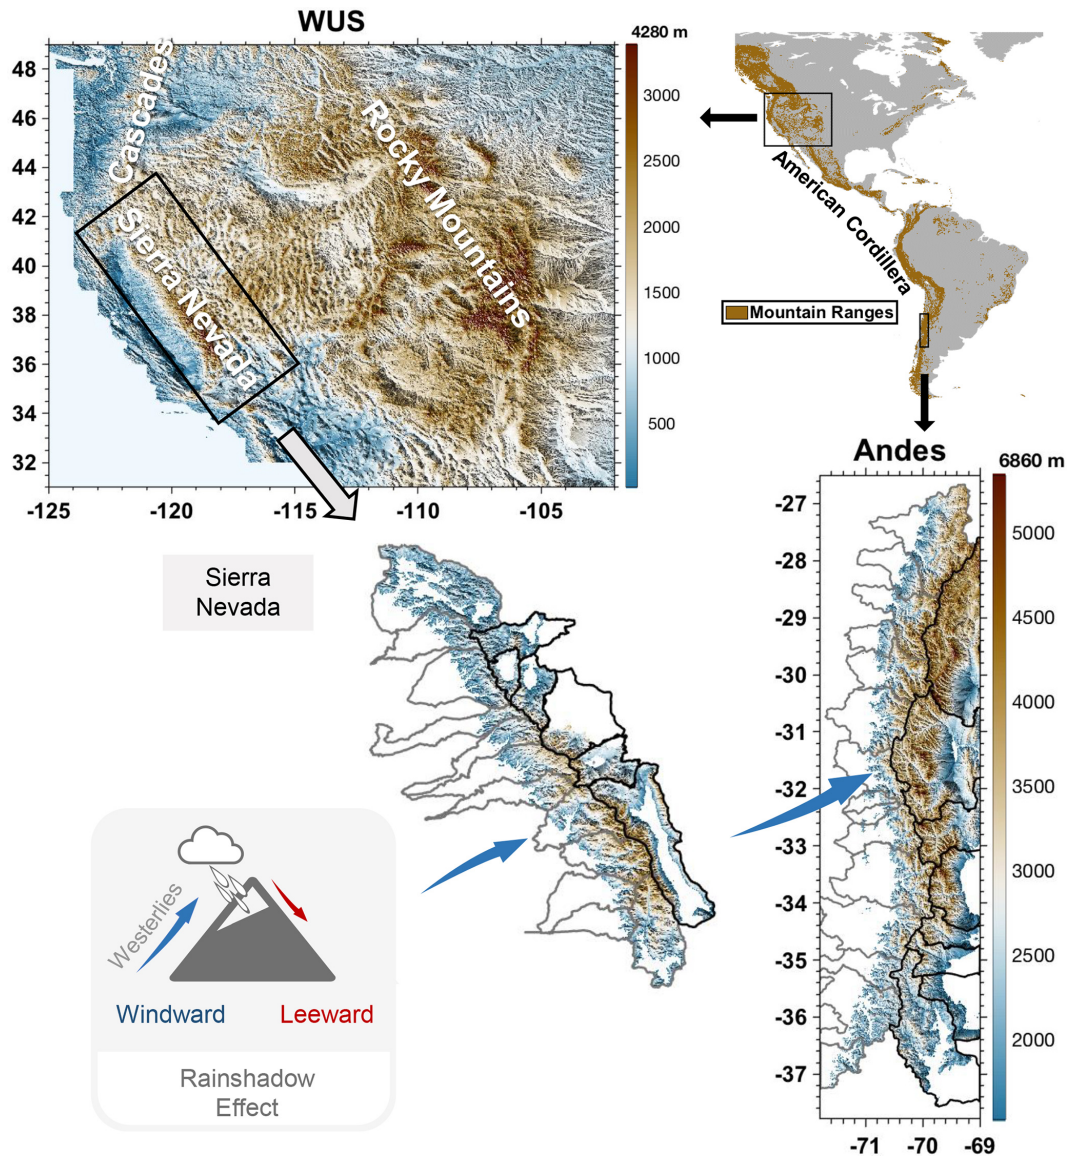 WUS
4280 m
3000
2500
2000
1500
1000
500
48
46
44
42
40
38
36
34
32
-125
-120
-115
-110
-105
Cascades
Sierra Nevada
Rocky Mountains
American Cordillera
Mountain Ranges
Andes
6860 m
5000
4500
4000
3500
3000
2500
2000
-27
-28
-29
-30
-31
-32
-33
-34
-35
-36
-37
-71
-70
-69
Sierra
Nevada
Westerlies
Windward
Leeward
Rainshadow
Effect